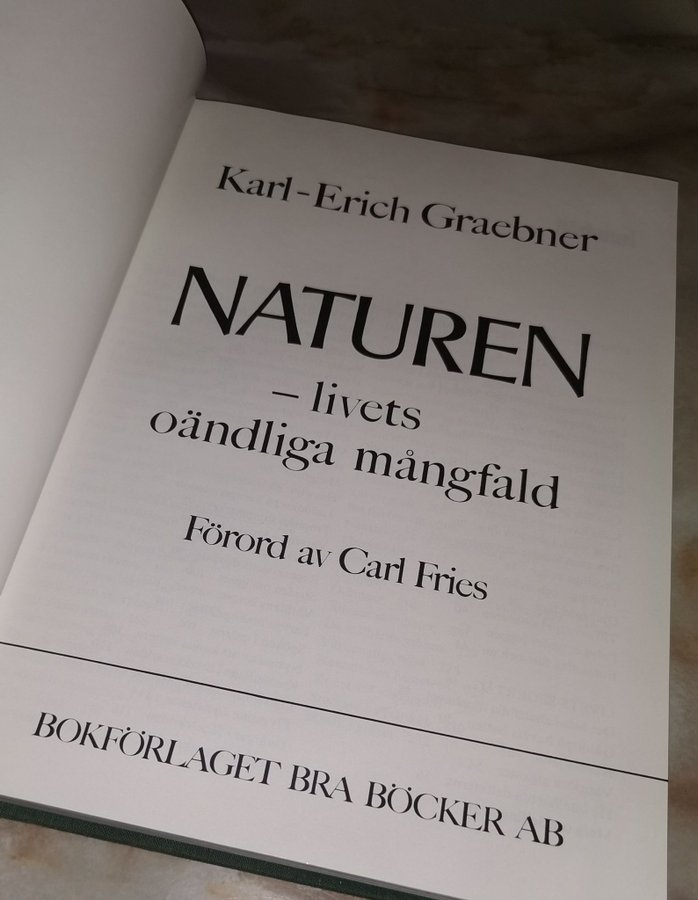 Karl-Erich Graebner
NATUREN
– livets
oändliga mångfald
Förord av Carl Fries
BOKFÖRLAGET BRA BÖCKER AB